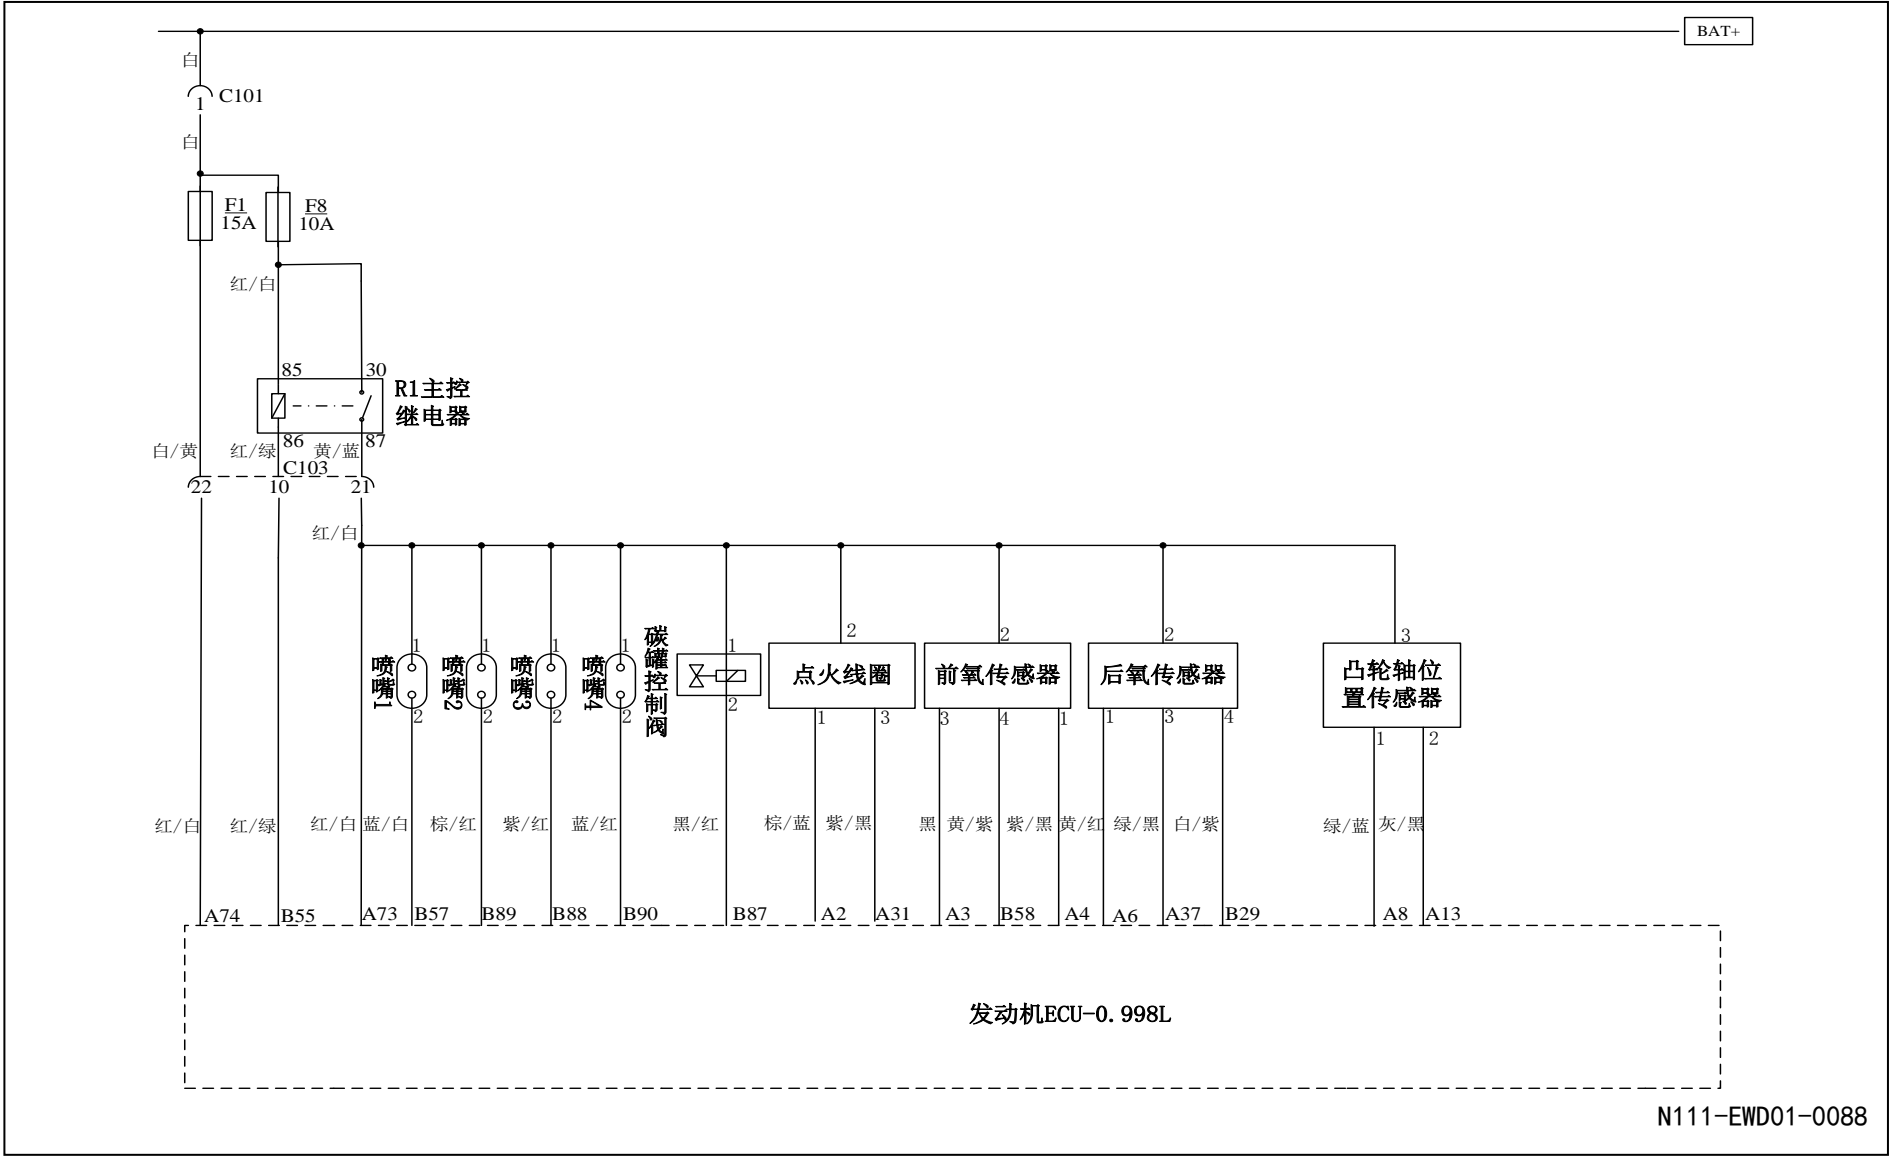 BAT+
白
C101
1
白
F1
15A
F8
10A
红/白
85
30
R1主控
继电器
86
87
白/黄
红/绿
黄/蓝
C103
22
10
21
红/白
1
1
1
1
1
2
2
2
3
喷嘴1
喷嘴2
喷嘴3
喷嘴4
碳罐控制阀
点火线圈
前氧传感器
后氧传感器
凸轮轴位
置传感器
2
2
2
2
2
1
3
3
4
1
1
3
4
1
2
红/白
红/绿
红/白
蓝/白
棕/红
紫/红
蓝/红
黑/红
棕/蓝
紫/黑
黑
黄/紫
紫/黑
黄/红
绿/黑
白/紫
绿/蓝
灰/黑
A74
B55
A73
B57
B89
B88
B90
B87
A2
A31
A3
B58
A4
A6
A37
B29
A8
A13
发动机ECU-0.998L
N111-EWD01-0088